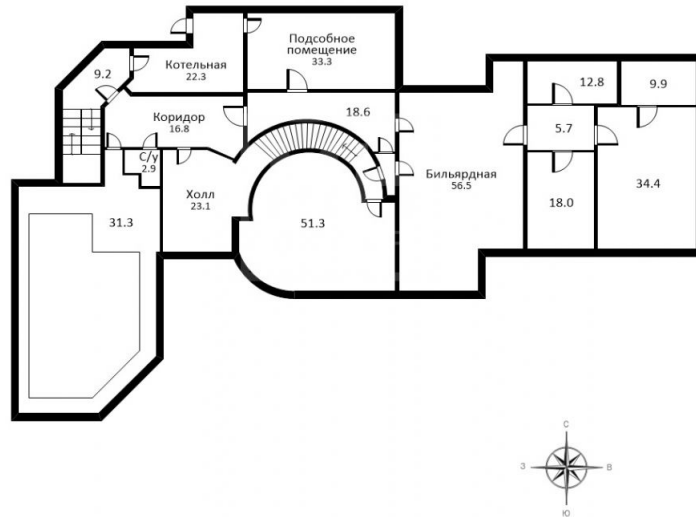 Подсобное
помещение
33.3
Котельная
22.3
9.2
12.8
9.9
Коридор
16.8
18.6
5.7
С/у
2.9
Бильярдная
56.5
34.4
Холл
23.1
18.0
31.3
51.3
С
З
В
Ю